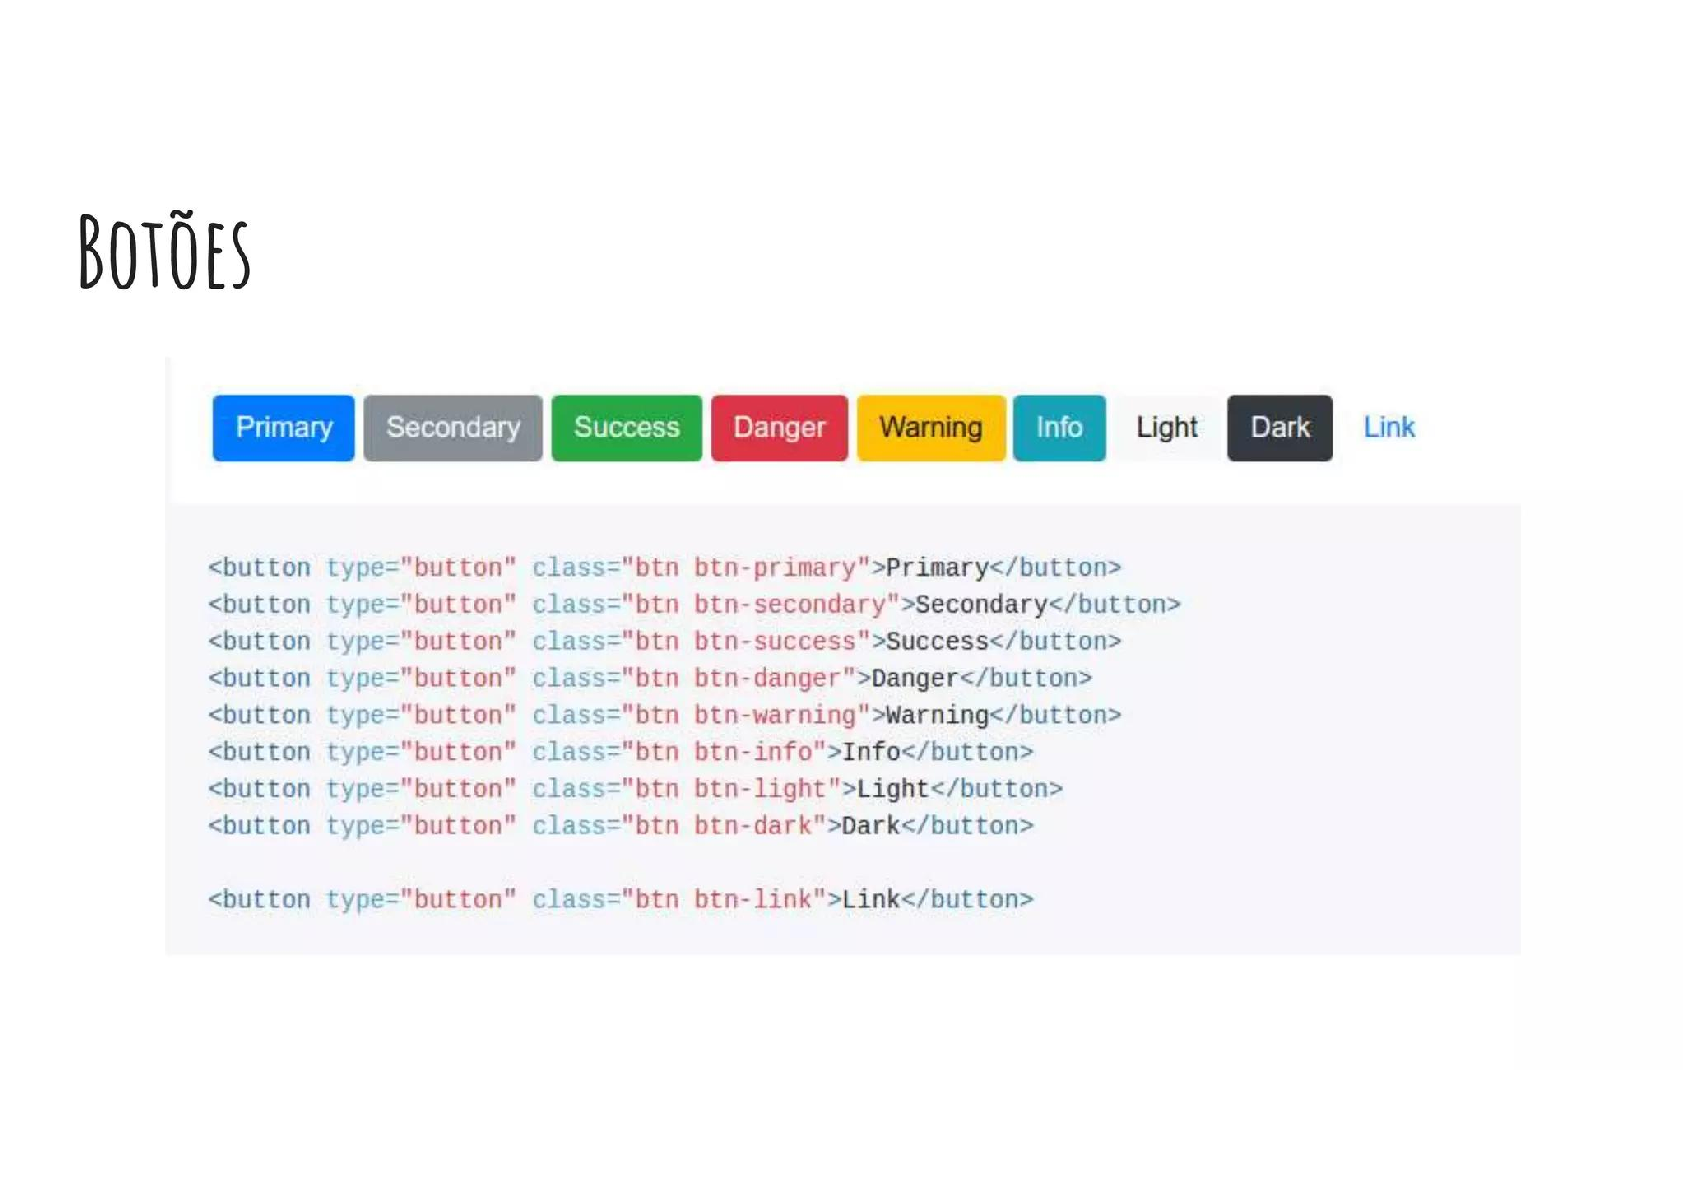 Botões
Primary Secondary Success Danger Warning Info Light Dark Link
<button type="button" class="btn btn-primary">Primary</button>
<button type="button" class="btn btn-secondary">Secondary</button>
<button type="button" class="btn btn-success">Success</button>
<button type="button" class="btn btn-danger">Danger</button>
<button type="button" class="btn btn-warning">Warning</button>
<button type="button" class="btn btn-info">Info</button>
<button type="button" class="btn btn-light">Light</button>
<button type="button" class="btn btn-dark">Dark</button>
<button type="button" class="btn btn-link">Link</button>